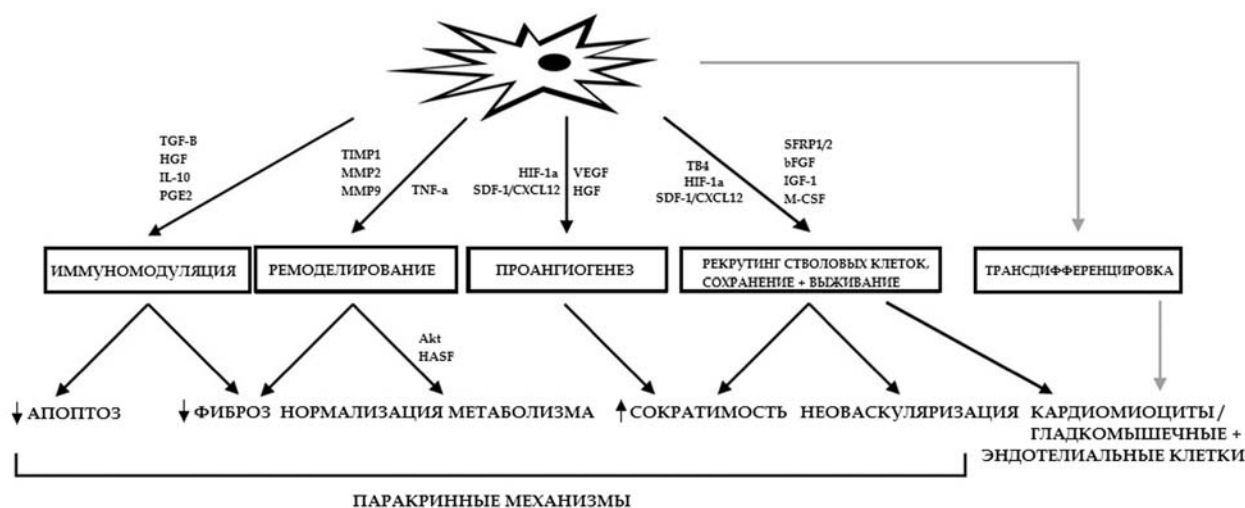 TGF-B
HGF
IL-10
PGE2
TIMP1
MMP2
MMP9
TNF-a
HIF-1a
SDF-1/CXCL12
VEGF
HGF
TB4
HIF-1a
SDF-1/CXCL12
SFRP1/2
bFGF
IGF-1
M-CSF
ИММУНОМОДУЛЯЦИЯ
РЕМОДЕЛИРОВАНИЕ
ПРОАНГИОГЕНЕЗ
РЕКРУТИНГ СТВОЛОВЫХ КЛЕТОК,
СОХРАНЕНИЕ + ВЫЖИВАНИЕ
ТРАНСДИФФЕРЕНЦИРОВКА
Akt
HASF
↓ АПОПТОЗ
↓ ФИБРОЗ
НОРМАЛИЗАЦИЯ МЕТАБОЛИЗМА
↑ СОКРАТИМОСТЬ
НЕОВАСКУЛЯРИЗАЦИЯ
КАРДИОМИОЦИТЫ/
ГЛАДКОМЫШЕЧНЫЕ +
ЭНДОТЕЛИАЛЬНЫЕ КЛЕТКИ
ПАРАКРИННЫЕ МЕХАНИЗМЫ